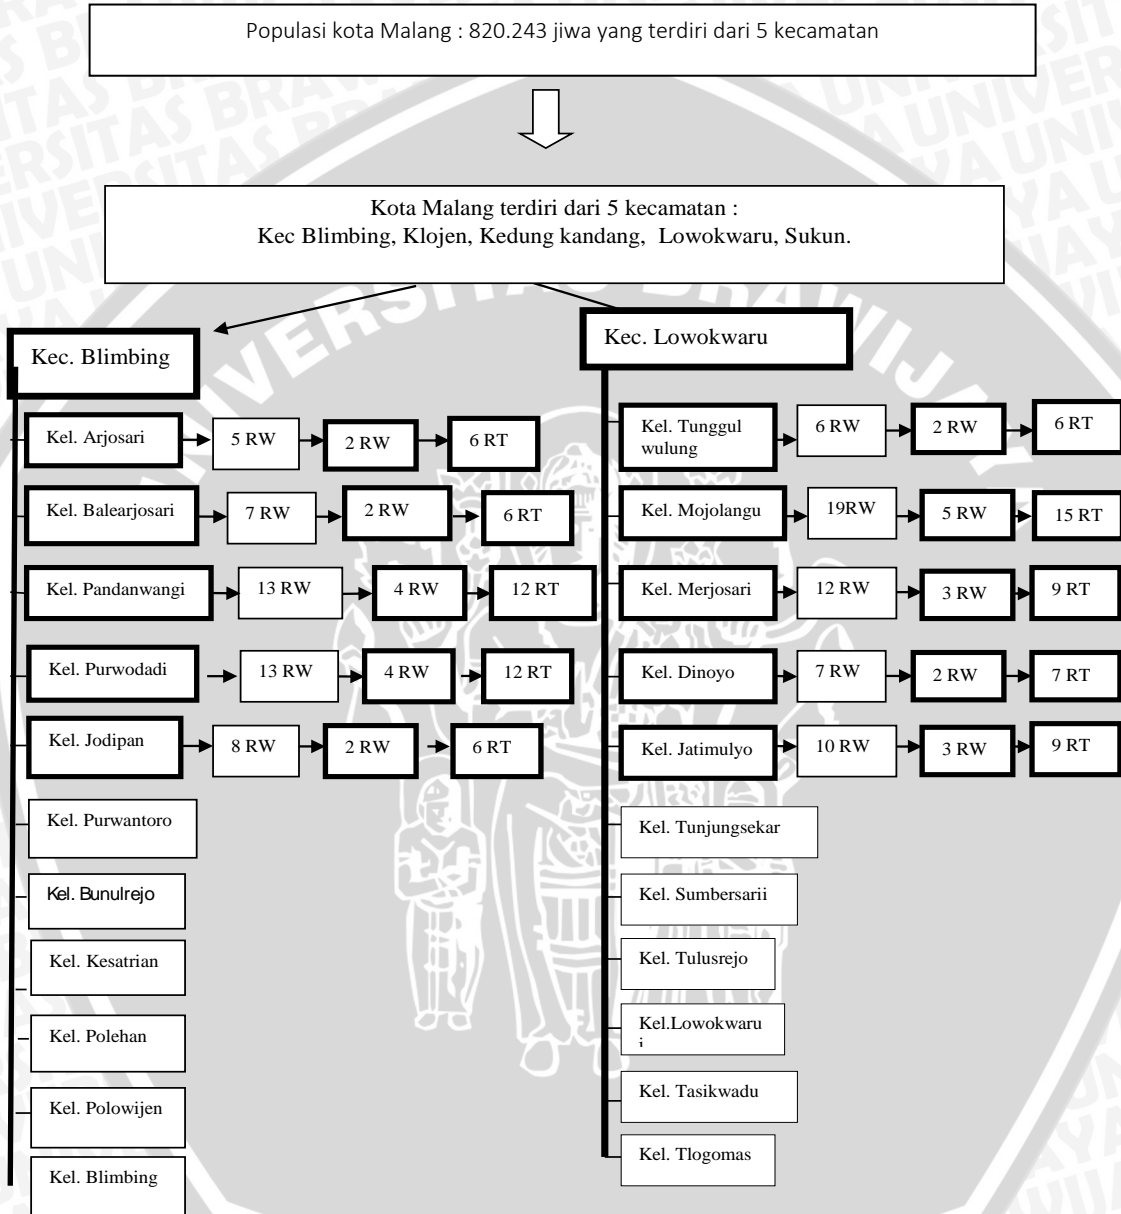 Populasi kota Malang : 820.243 jiwa yang terdiri dari 5 kecamatan
Kota Malang terdiri dari 5 kecamatan :
Kec Blimbing, Klojen, Kedung kandang, Lowokwaru, Sukun.
Kec. Blimbing
Kel. Arjosari
5 RW
2 RW
6 RT
Kel. Balearjosari
7 RW
2 RW
6 RT
Kel. Pandanwangi
13 RW
4 RW
12 RT
Kel. Purwodadi
13 RW
4 RW
12 RT
Kel. Jodipan
8 RW
2 RW
6 RT
Kel. Purwantoro
Kel. Bunulrejo
Kel. Kesatrian
Kel. Polehan
Kel. Polowijen
Kel. Blimbing
Kec. Lowokwaru
Kel. Tunggul
wulung
6 RW
2 RW
6 RT
Kel. Mojolangu
19RW
5 RW
15 RT
Kel. Merjosari
12 RW
3 RW
9 RT
Kel. Dinoyo
7 RW
2 RW
7 RT
Kel. Jatimulyo
10 RW
3 RW
9 RT
Kel. Tunjungsekar
Kel. Sumbersarii
Kel. Tulusrejo
Kel.Lowokwaru
i
Kel. Tasikwadu
Kel. Tlogomas
UNIVERSITAS BRAWIJAYA